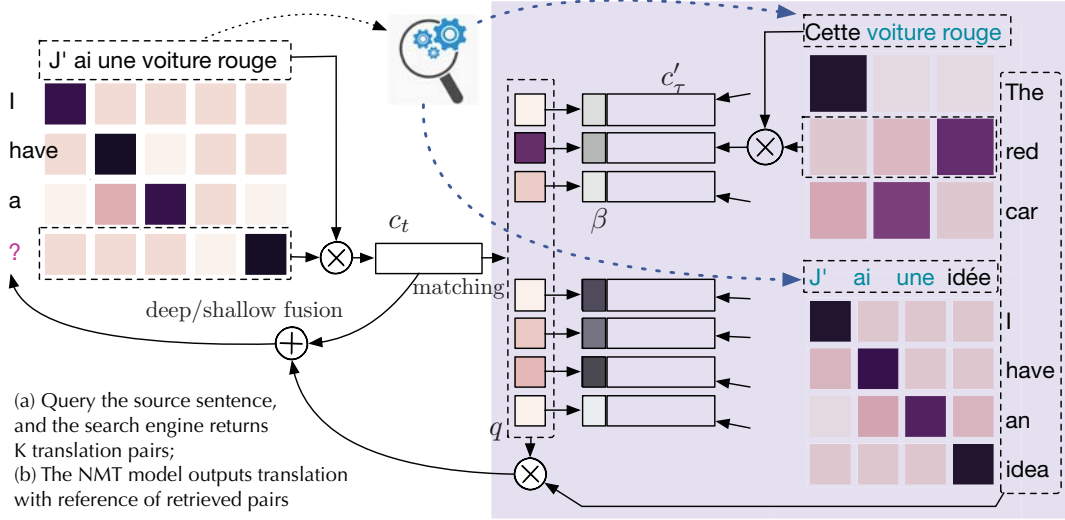 J' ai une voiture rouge
I
have
a
?
c_t
matching
deep/shallow fusion
(a) Query the source sentence,
and the search engine returns
K translation pairs;
(b) The NMT model outputs translation
with reference of retrieved pairs
c'_τ
β
q
Cette voiture rouge
The
red
car
J' ai une idée
I
have
an
idea